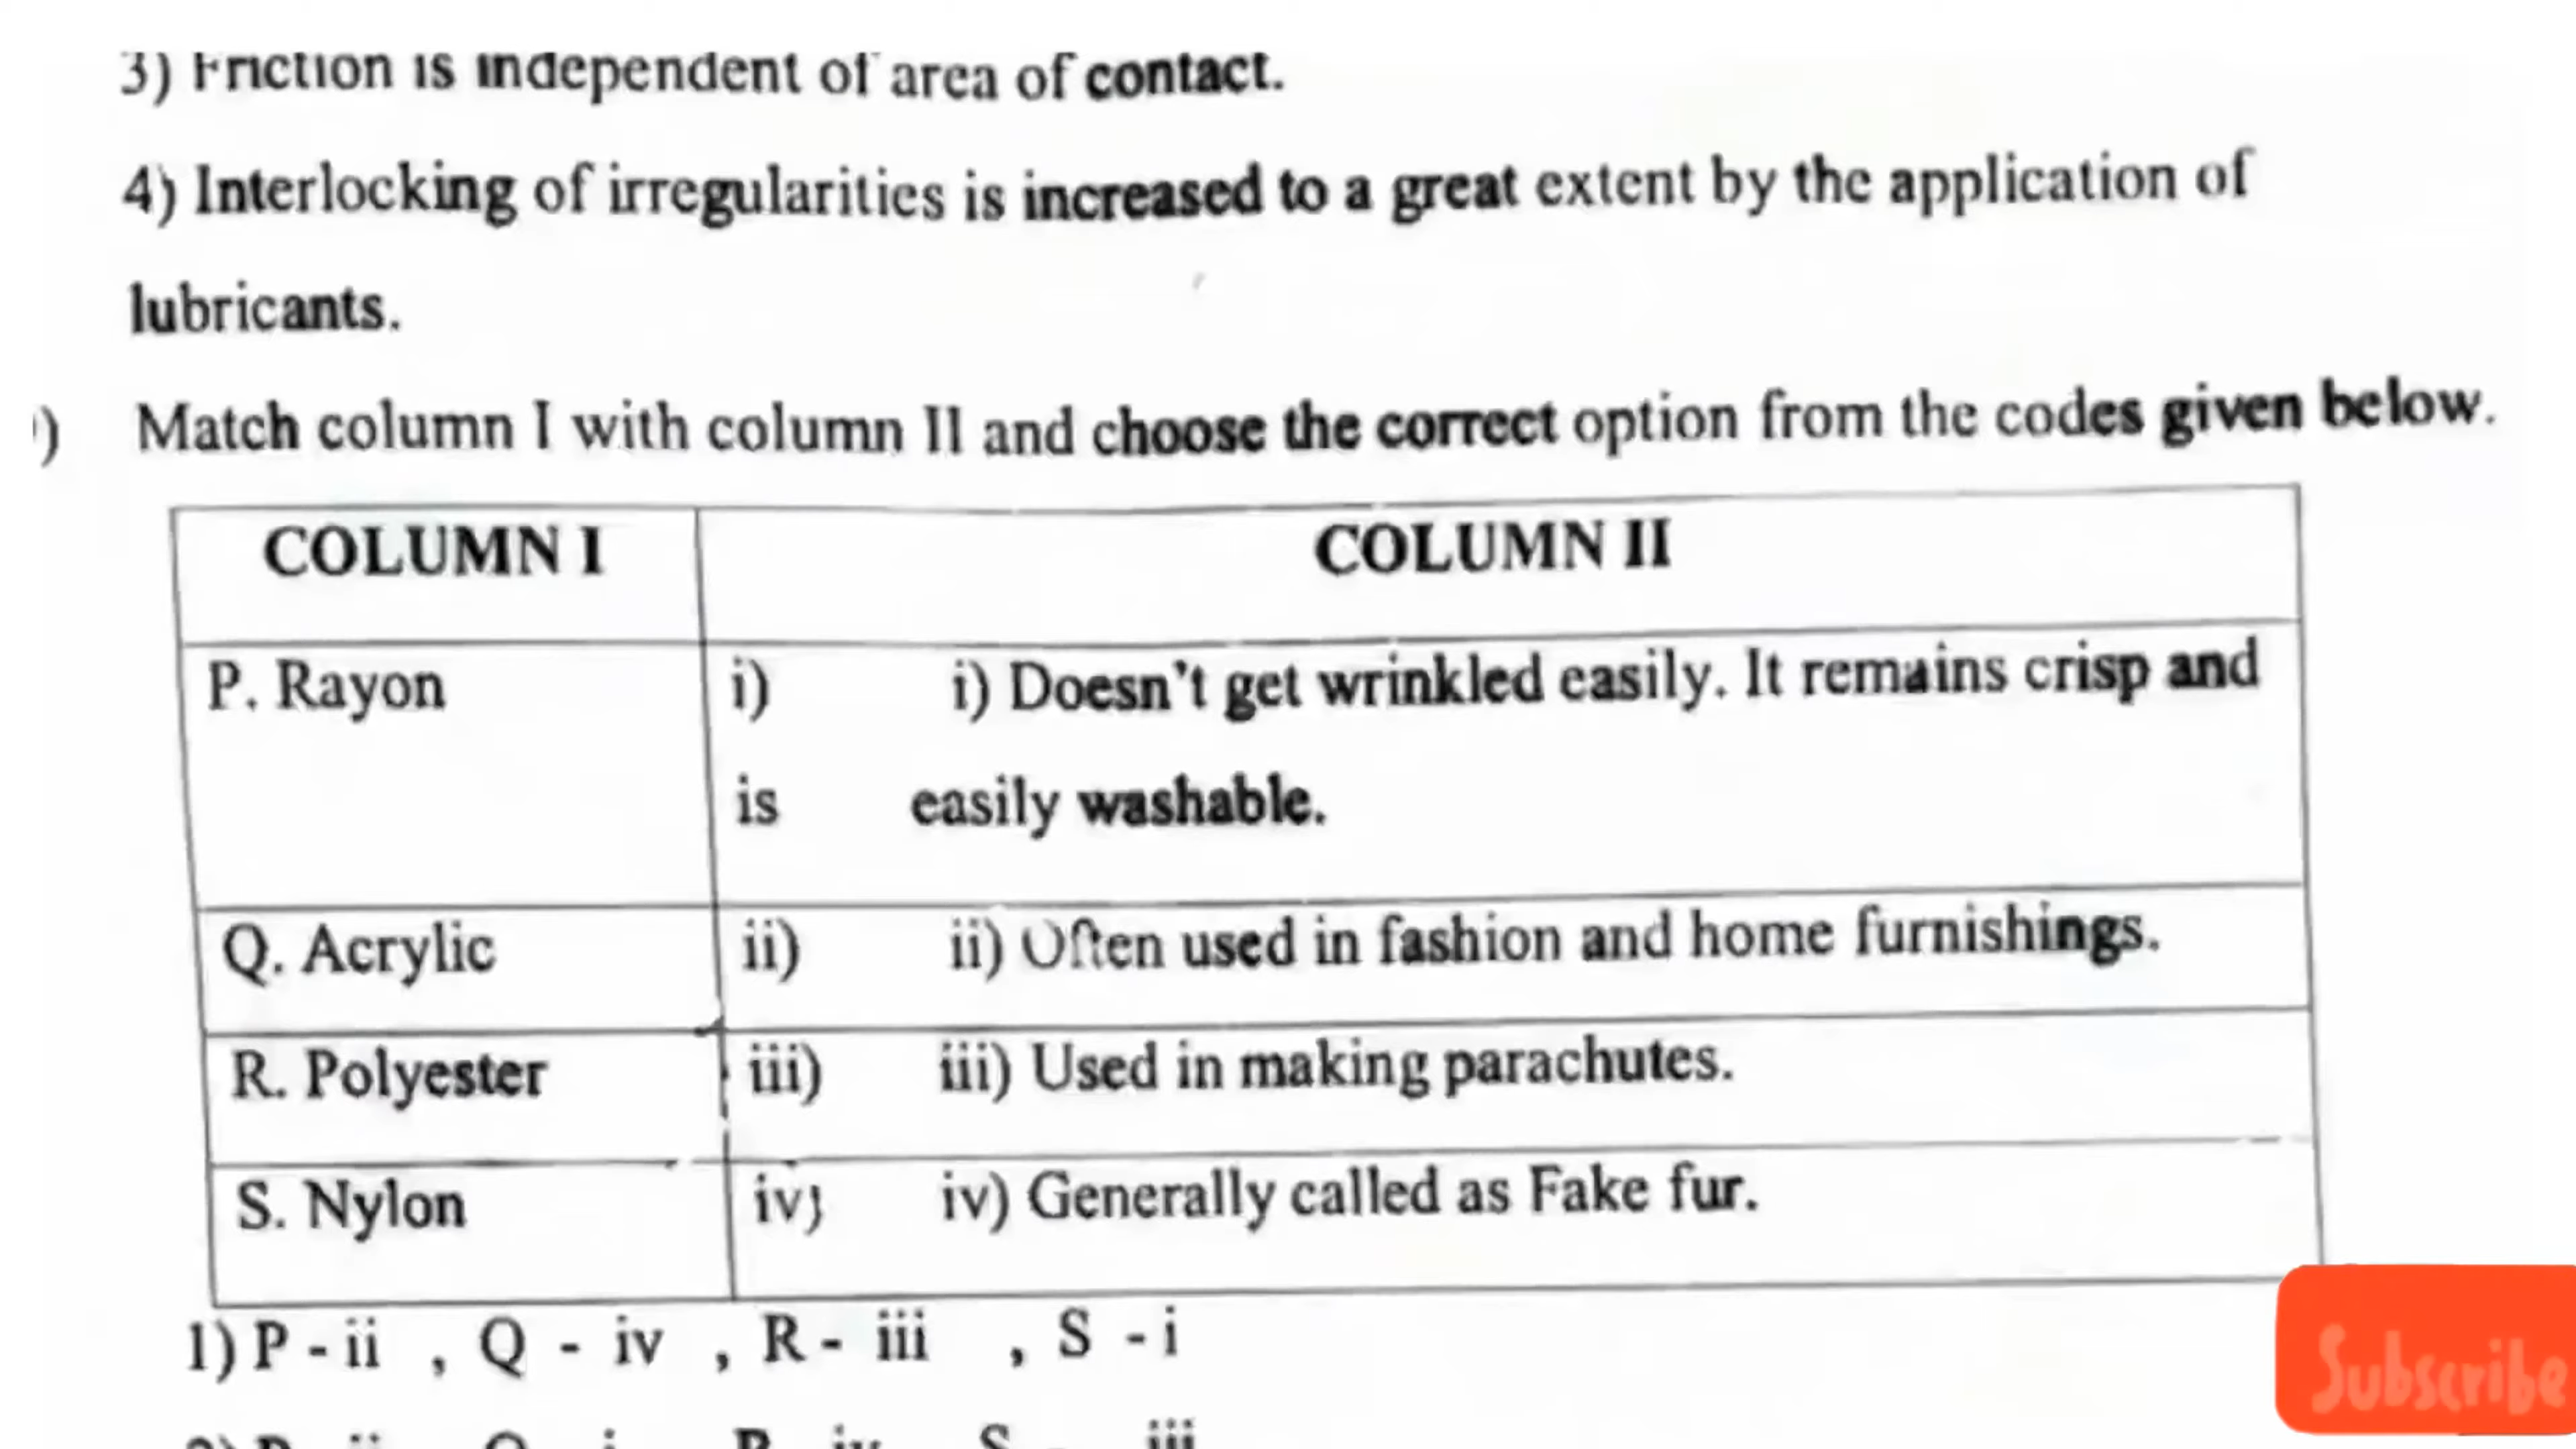 3) Friction is independent of area of contact.
4) Interlocking of irregularities is increased to a great extent by the application of
lubricants.
) Match column I with column II and choose the correct option from the codes given below.
COLUMN I COLUMN II
P. Rayon i) i) Doesn't get wrinkled easily. It remains crisp and
is easily washable.
Q. Acrylic ii) ii) Often used in fashion and home furnishings.
R. Polyester iii) iii) Used in making parachutes.
S. Nylon iv) iv) Generally called as Fake fur.
1) P - ii , Q - iv , R - iii , S - i
Subscribe